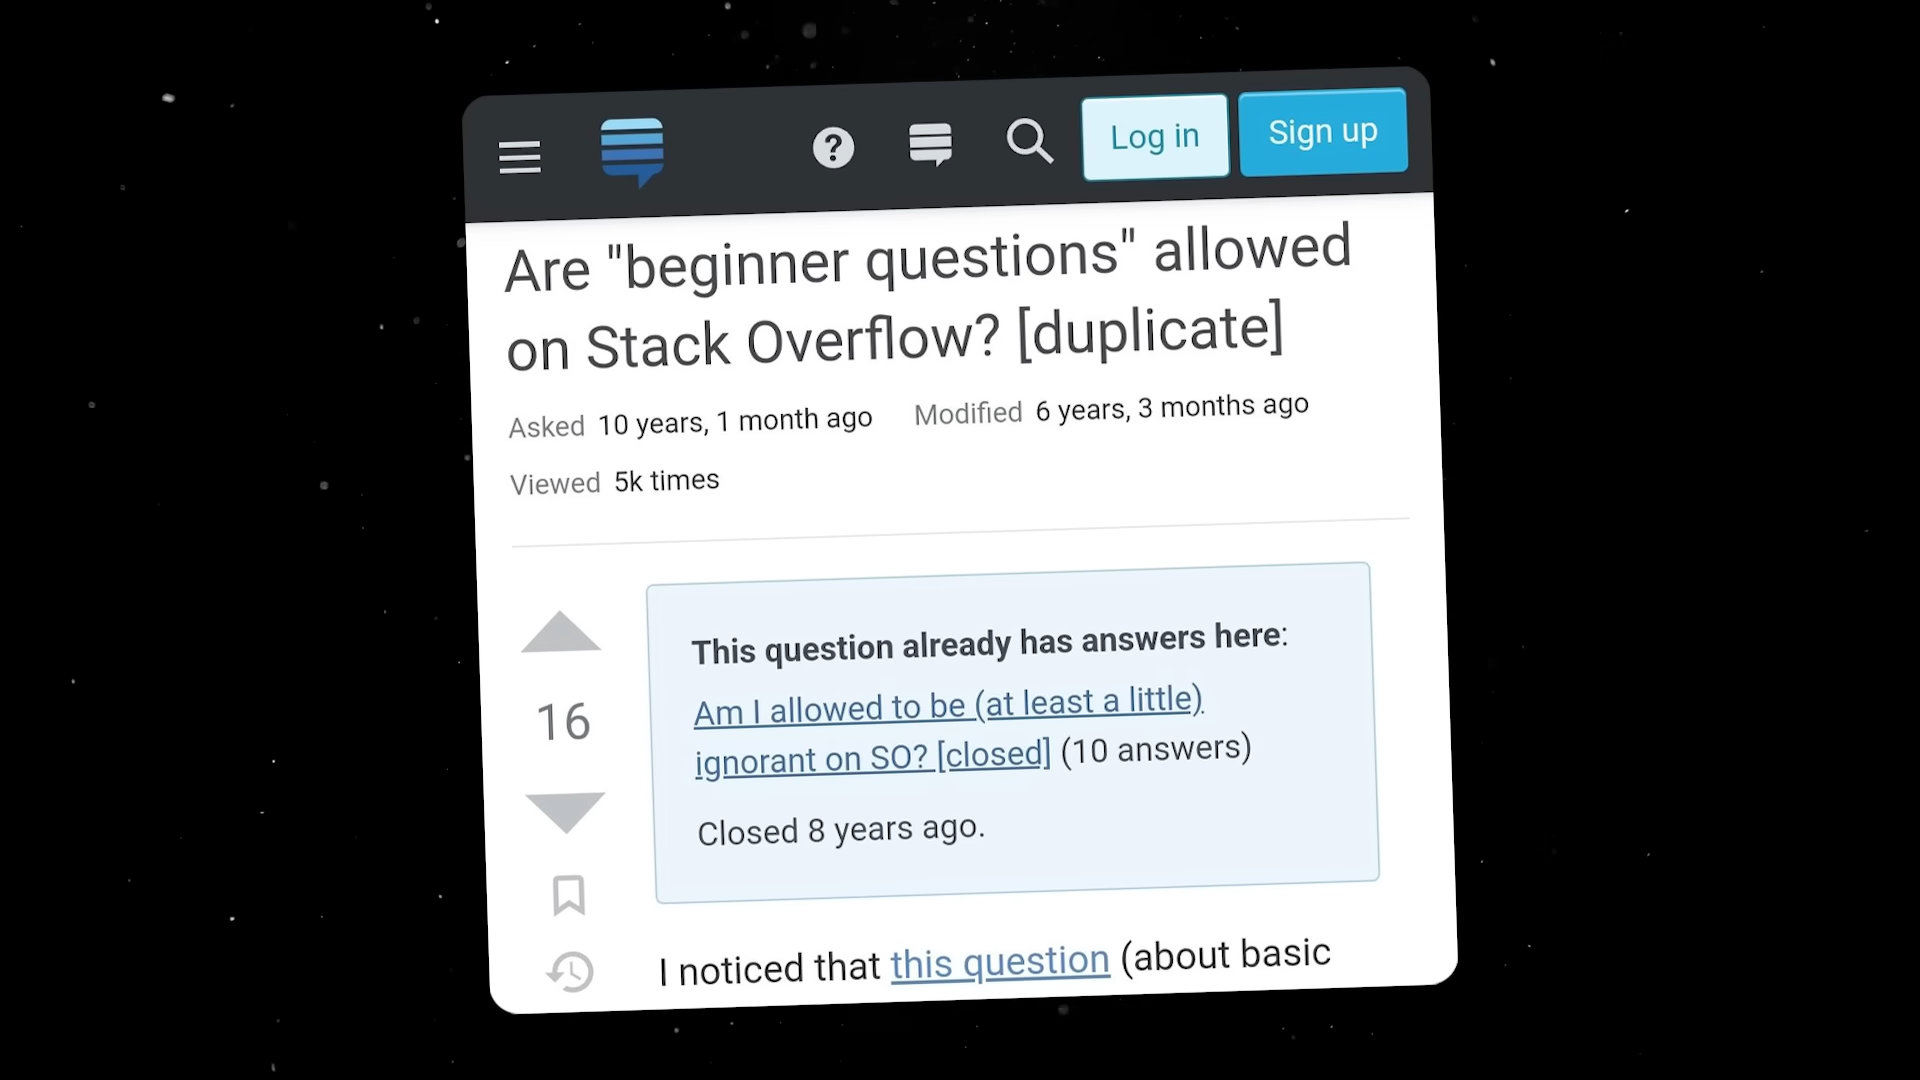 Log in
Sign up
Are "beginner questions" allowed
on Stack Overflow? [duplicate]
Asked 10 years, 1 month ago Modified 6 years, 3 months ago
Viewed 5k times
This question already has answers here:
Am I allowed to be (at least a little)
16
ignorant on SO? [closed] (10 answers)
Closed 8 years ago.
I noticed that this question (about basic